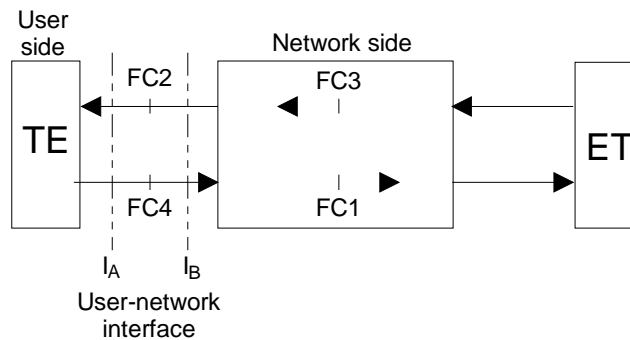 User
side
Network side
FC2
FC3
TE
ET
FC4
FC1
IA
IB
User-network
interface